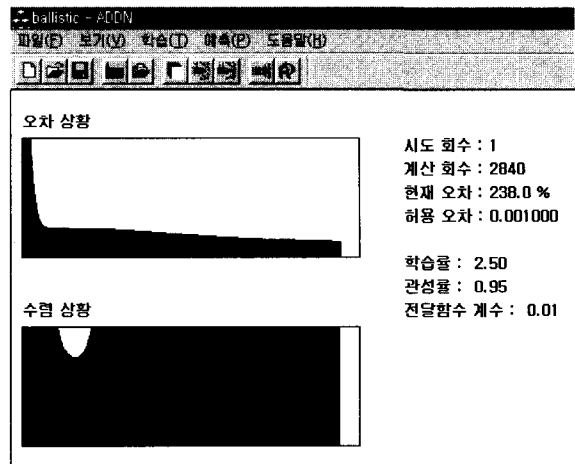 ballistic - ADDN
파일(F) 보기(V) 학습(T) 예측(P) 도움말(H)
오차 상황
시도 회수 : 1
계산 회수 : 2840
현재 오차 : 238.0 %
허용 오차 : 0.001000
학습률 : 2.50
관성률 : 0.95
전달함수 계수 : 0.01
수렴 상황